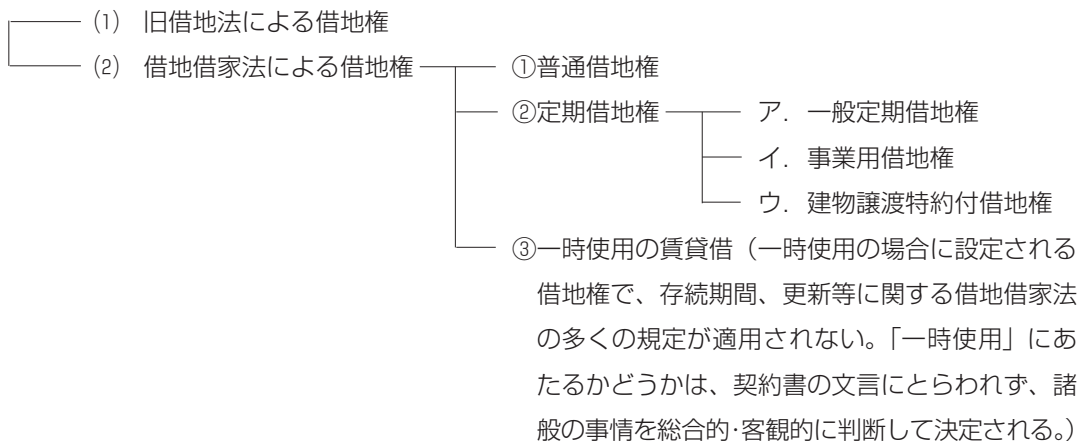 ⑴ 旧借地法による借地権
⑵ 借地借家法による借地権 ①普通借地権
②定期借地権 ア．一般定期借地権
イ．事業用借地権
ウ．建物譲渡特約付借地権
③一時使用の賃貸借（一時使用の場合に設定される
借地権で、存続期間、更新等に関する借地借家法
の多くの規定が適用されない。「一時使用」にあ
たるかどうかは、契約書の文言にとらわれず、諸
般の事情を総合的･客観的に判断して決定される。）